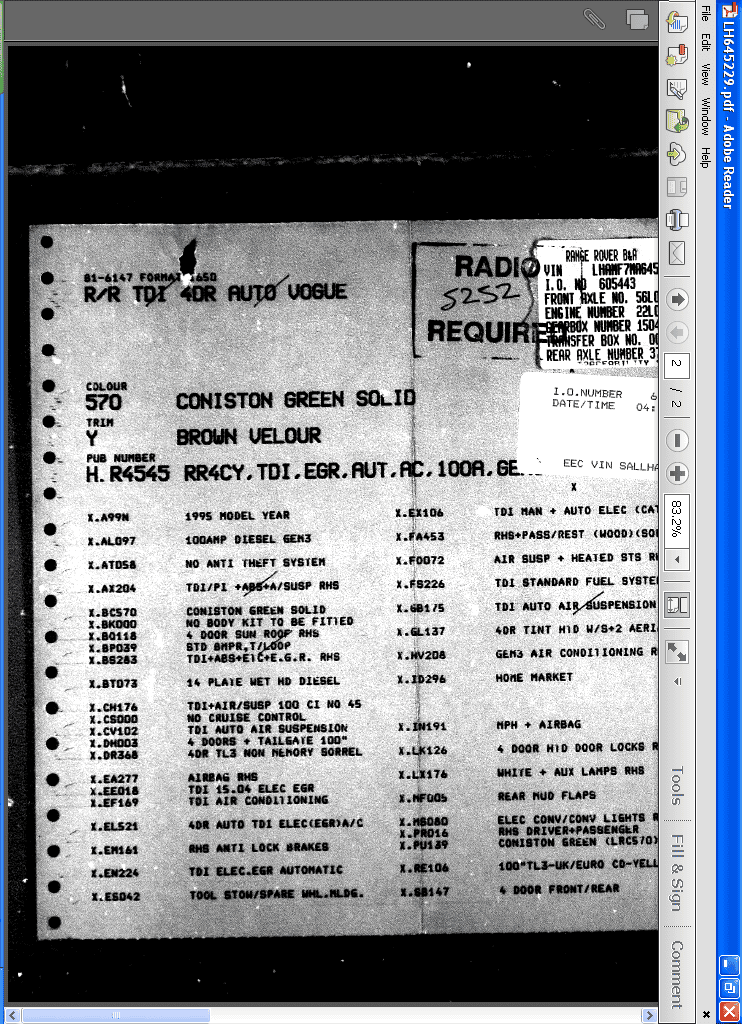 LH645229.pdf - Adobe Reader
File Edit View Window Help
2 / 2
83.2%
Tools
Fill & Sign
Comment
81-6147 FORMAT 1650
R/R TDI 4DR AUTO VOGUE
RADIO
5252
REQUIRED
RANGE ROVER B&A
VIN LHAMF7MA645
I.O. NO 605443
FRONT AXLE NO. 56L0
ENGINE NUMBER 22L0
GEARBOX NUMBER 1504
TRANSFER BOX NO. 00
REAR AXLE NUMBER 37
I.O.NUMBER 6
DATE/TIME 04:
EEC VIN SALLHA
X
COLOUR
570 CONISTON GREEN SOLID
TRIM
Y BROWN VELOUR
PUB NUMBER
H.R4545 RR4CY,TDI,EGR,AUT,AC,100A,GE
X.A99N 1995 MODEL YEAR
X.AL097 100AMP DIESEL GEM3
X.AT058 NO ANTI THEFT SYSTEM
X.AX204 TDI/PI +ABS+A/SUSP RHS
X.BC570 CONISTON GREEN SOLID
X.BK000 NO BODY KIT TO BE FITTED
X.BO118 4 DOOR SUN ROOF RHS
X.BP039 STD BMPR,T/LOOP
X.BS283 TDI+ABS+ETC+E.G.R. RHS
X.BT073 14 PLATE WET HD DIESEL
X.CH176 TDI+AIR/SUSP 100 CI NO 45
X.CS000 NO CRUISE CONTROL
X.CV102 TDI AUTO AIR SUSPENSION
X.DH003 4 DOORS + TAILGATE 100"
X.DR368 4DR TL3 NON MEMORY SORREL
X.EA277 AIRBAG RHS
X.EE018 TDI 15.04 ELEC EGR
X.EF169 TDI AIR CONDITIONING
X.EL521 4DR AUTO TDI ELEC(EGR)A/C
X.EM161 RHS ANTI LOCK BRAKES
X.EN224 TDI ELEC.EGR AUTOMATIC
X.ES042 TOOL STOW/SPARE WHL.MLDG.
X.EX106 TDI MAN + AUTO ELEC (CAT
X.FA453 RHS+PASS/REST (WOOD)(SO
X.FO072 AIR SUSP + HEATED STS R
X.FS226 TDI STANDARD FUEL SYSTE
X.GB175 TDI AUTO AIR/SUSPENSION
X.GL137 4DR TINT HTD W/S+2 AERI
X.HV208 GEM3 AIR CONDITIONING R
X.ID296 HOME MARKET
X.IN191 MPH + AIRBAG
X.LK126 4 DOOR HTD DOOR LOCKS R
X.LX176 WHITE + AUX LAMPS RHS
X.MF005 REAR MUD FLAPS
X.MS080 ELEC CONV/CONV LIGHTS R
X.PR016 RHS DRIVER+PASSENGER
X.PU139 CONISTON GREEN (LRC570)
X.RE106 100"TL3-UK/EURO CD-YELL
X.SB147 4 DOOR FRONT/REAR